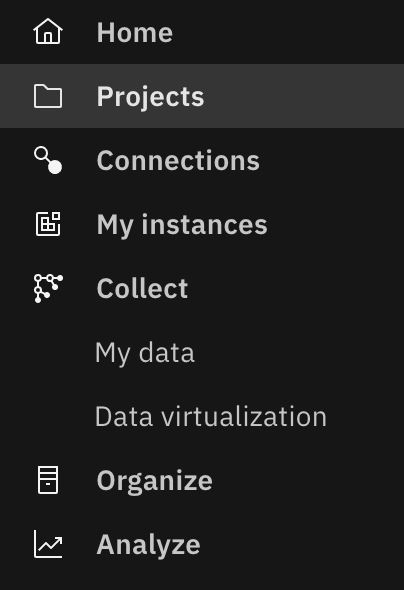 Home
Projects
Connections
My instances
Collect
My data
Data virtualization
Organize
Analyze